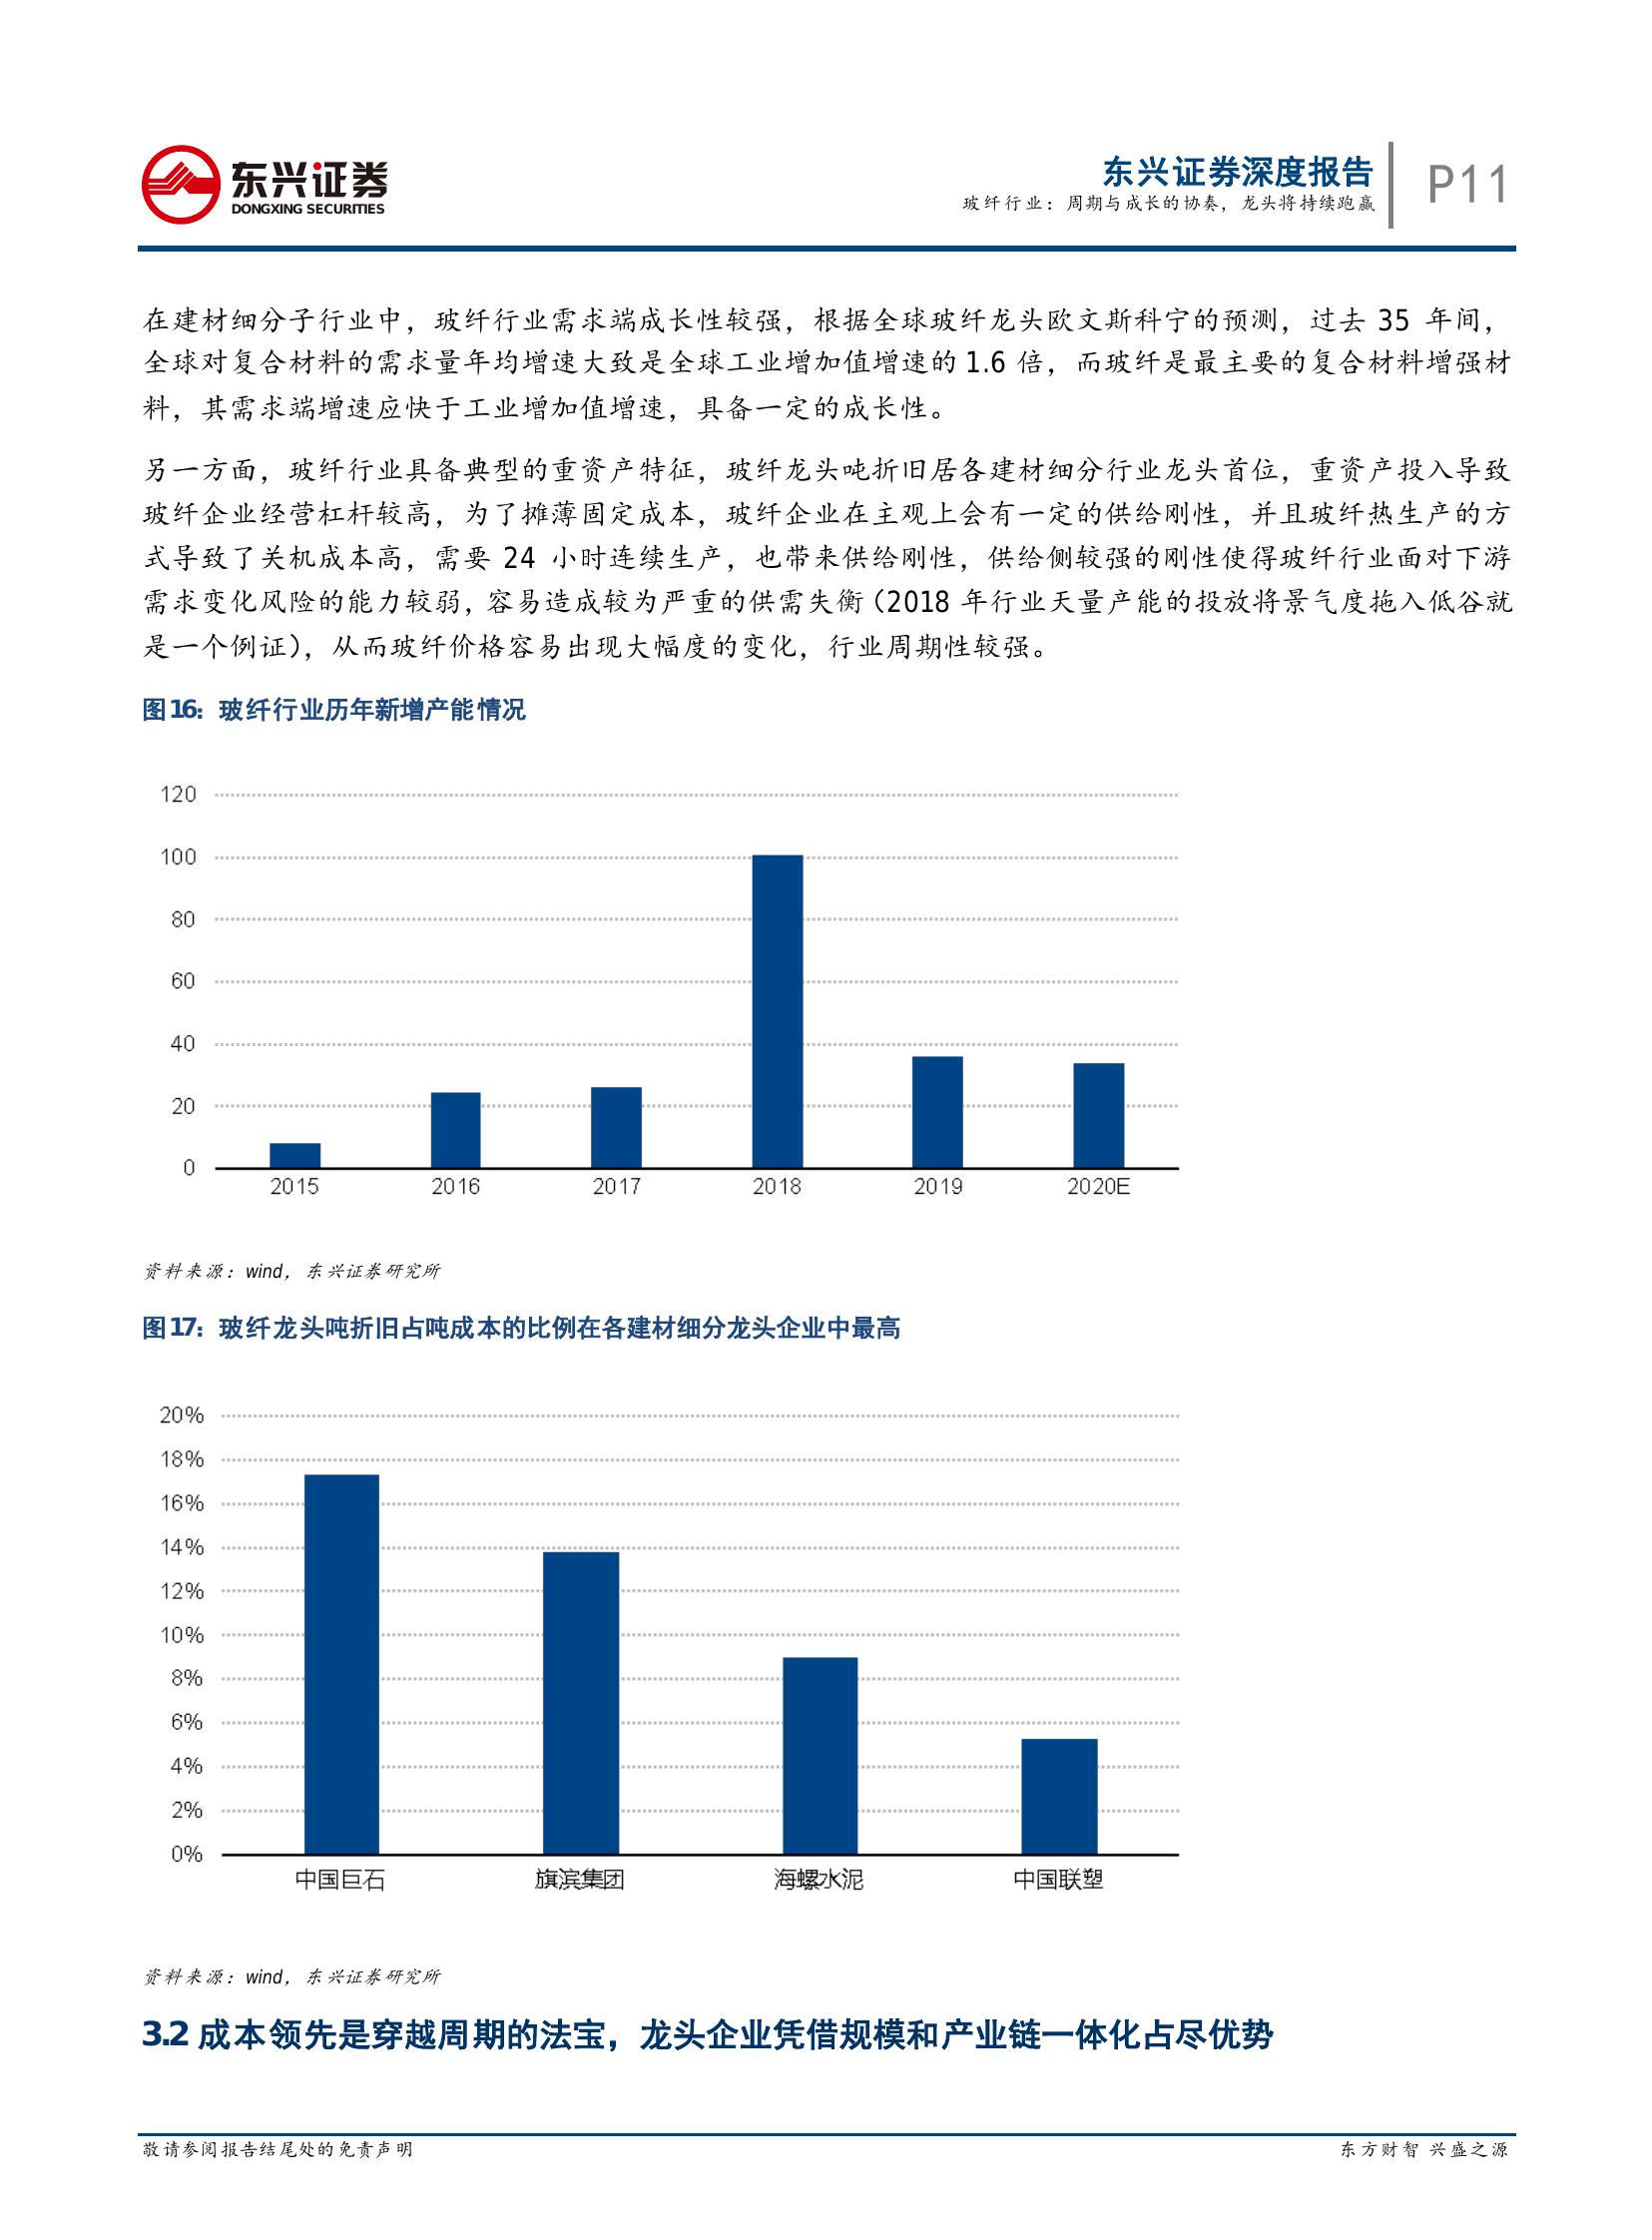 东兴证券
DONGXING SECURITIES
东兴证券深度报告
玻纤行业：周期与成长的协奏，龙头将持续跑赢
P11
在建材细分子行业中，玻纤行业需求端成长性较强，根据全球玻纤龙头欧文斯科宁的预测，过去 35 年间，
全球对复合材料的需求量年均增速大致是全球工业增加值增速的 1.6 倍，而玻纤是最主要的复合材料增强材
料，其需求端增速应快于工业增加值增速，具备一定的成长性。
另一方面，玻纤行业具备典型的重资产特征，玻纤龙头吨折旧居各建材细分行业龙头首位，重资产投入导致
玻纤企业经营杠杆较高，为了摊薄固定成本，玻纤企业在主观上会有一定的供给刚性，并且玻纤热生产的方
式导致了关机成本高，需要 24 小时连续生产，也带来供给刚性，供给侧较强的刚性使得玻纤行业面对下游
需求变化风险的能力较弱，容易造成较为严重的供需失衡（2018 年行业天量产能的投放将景气度拖入低谷就
是一个例证），从而玻纤价格容易出现大幅度的变化，行业周期性较强。
图16：玻纤行业历年新增产能情况
120
100
80
60
40
20
0
2015 2016 2017 2018 2019 2020E
资料来源：wind，东兴证券研究所
图17：玻纤龙头吨折旧占吨成本的比例在各建材细分龙头企业中最高
20%
18%
16%
14%
12%
10%
8%
6%
4%
2%
0%
中国巨石 旗滨集团 海螺水泥 中国联塑
资料来源：wind，东兴证券研究所
3.2 成本领先是穿越周期的法宝，龙头企业凭借规模和产业链一体化占尽优势
敬请参阅报告结尾处的免责声明
东方财智 兴盛之源